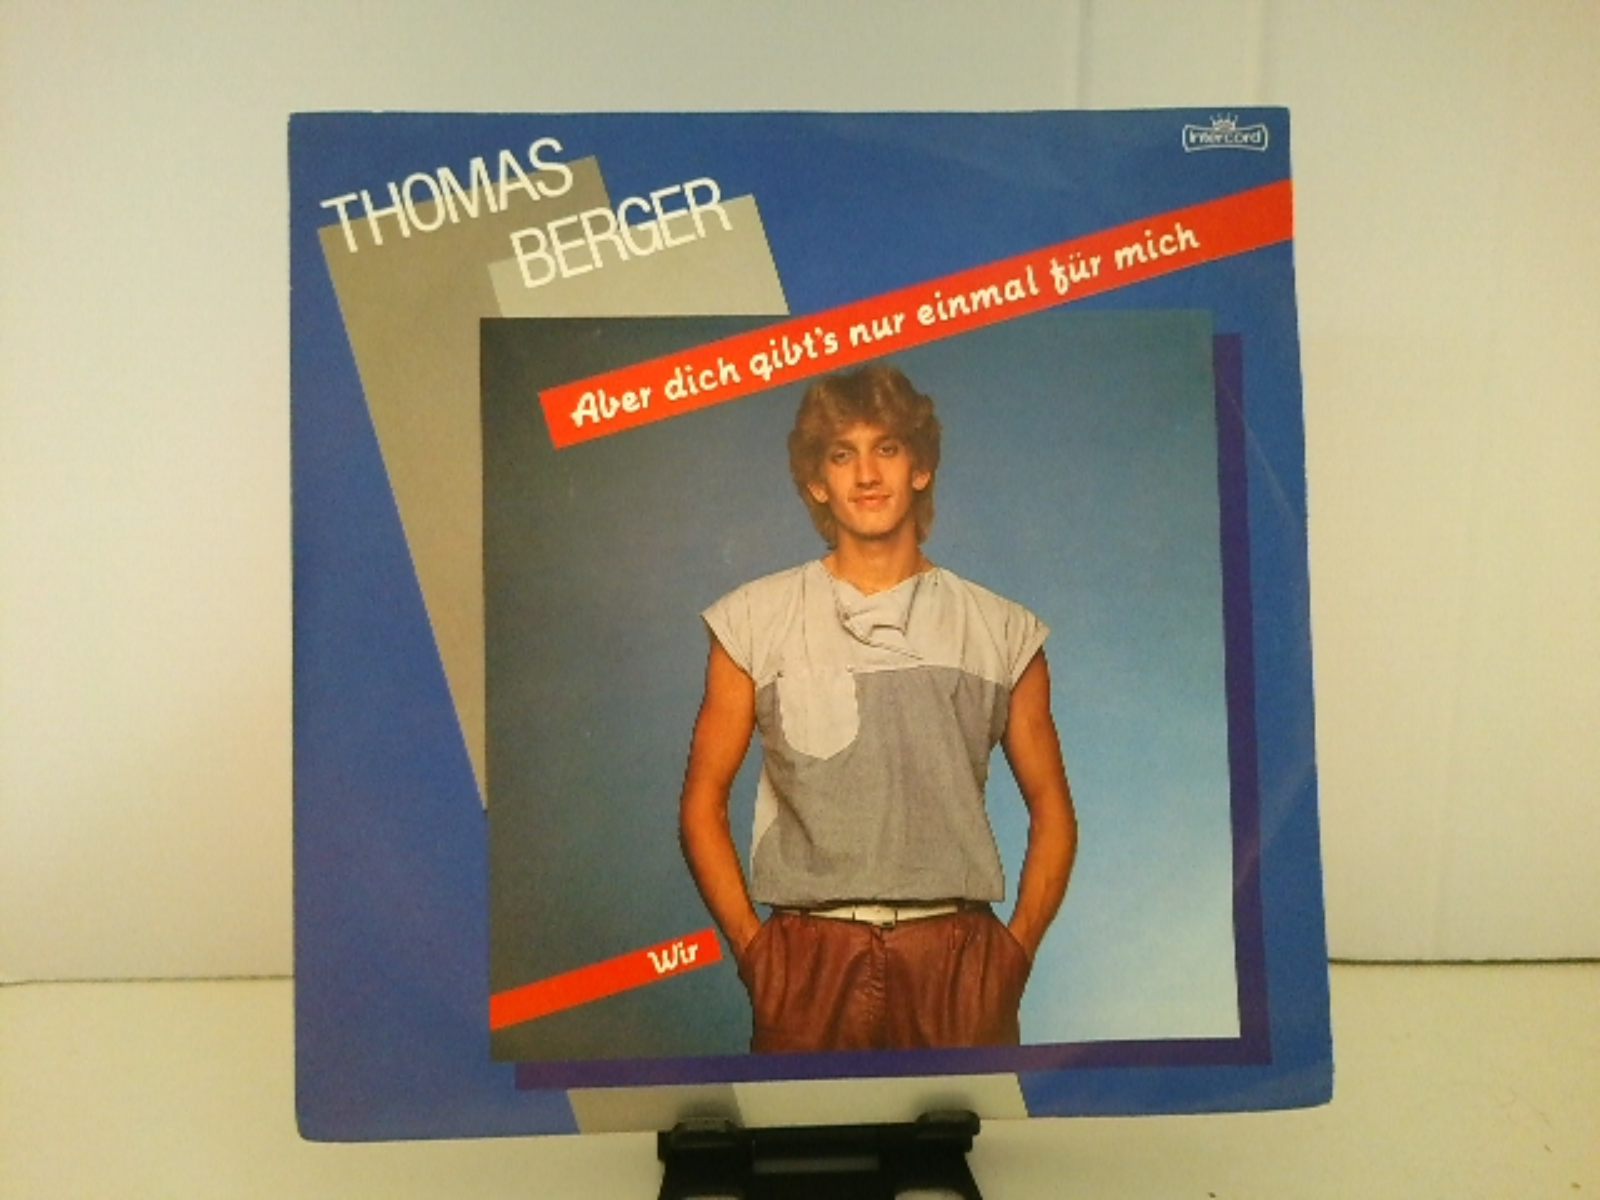 THOMAS
BERGER
Intercord
Aber dich gibt's nur einmal für mich
Wir